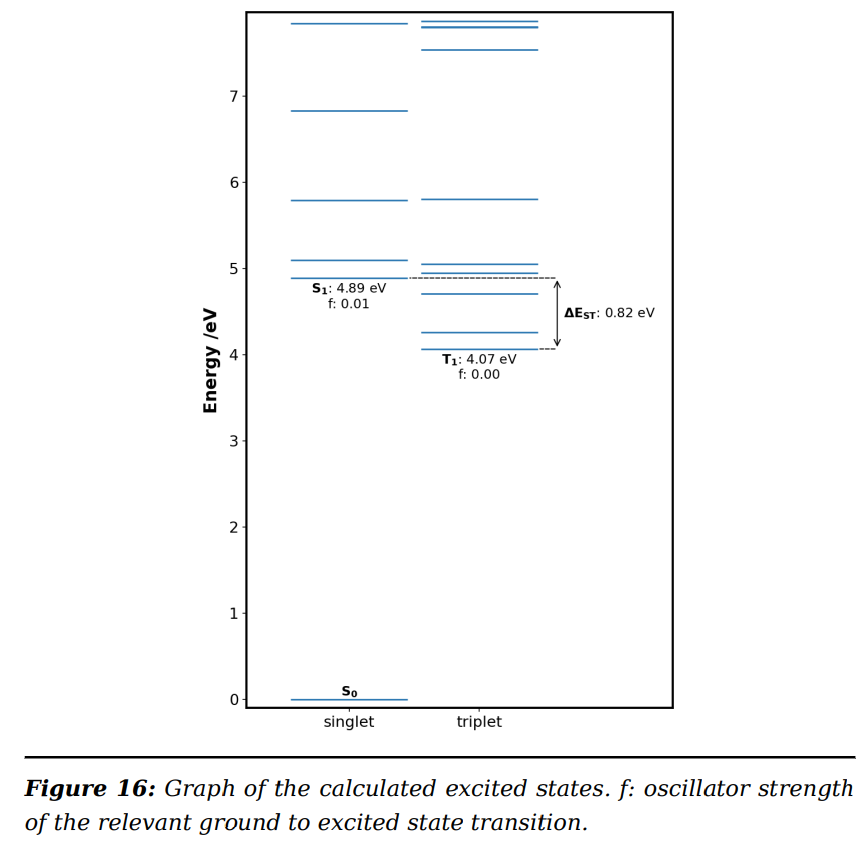 7
6
5
4
3
2
1
0
Energy /eV
S₁: 4.89 eV
f: 0.01
ΔE_ST: 0.82 eV
T₁: 4.07 eV
f: 0.00
S₀
singlet triplet
Figure 16: Graph of the calculated excited states. f: oscillator strength
of the relevant ground to excited state transition.